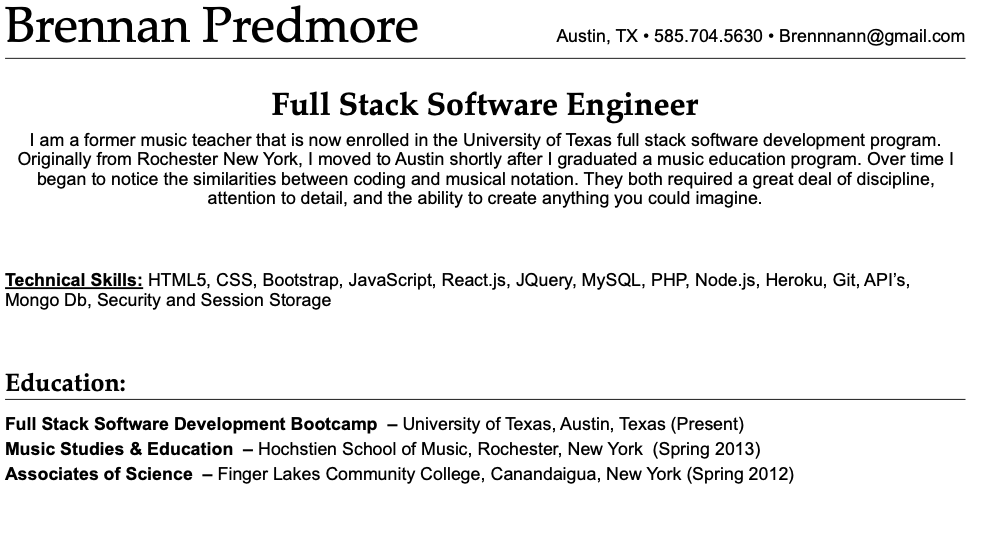 Brennan Predmore
Austin, TX • 585.704.5630 • Brennnann@gmail.com
Full Stack Software Engineer
I am a former music teacher that is now enrolled in the University of Texas full stack software development program.
Originally from Rochester New York, I moved to Austin shortly after I graduated a music education program. Over time I
began to notice the similarities between coding and musical notation. They both required a great deal of discipline,
attention to detail, and the ability to create anything you could imagine.
Technical Skills: HTML5, CSS, Bootstrap, JavaScript, React.js, JQuery, MySQL, PHP, Node.js, Heroku, Git, API’s,
Mongo Db, Security and Session Storage
Education:
Full Stack Software Development Bootcamp – University of Texas, Austin, Texas (Present)
Music Studies & Education – Hochstien School of Music, Rochester, New York (Spring 2013)
Associates of Science – Finger Lakes Community College, Canandaigua, New York (Spring 2012)